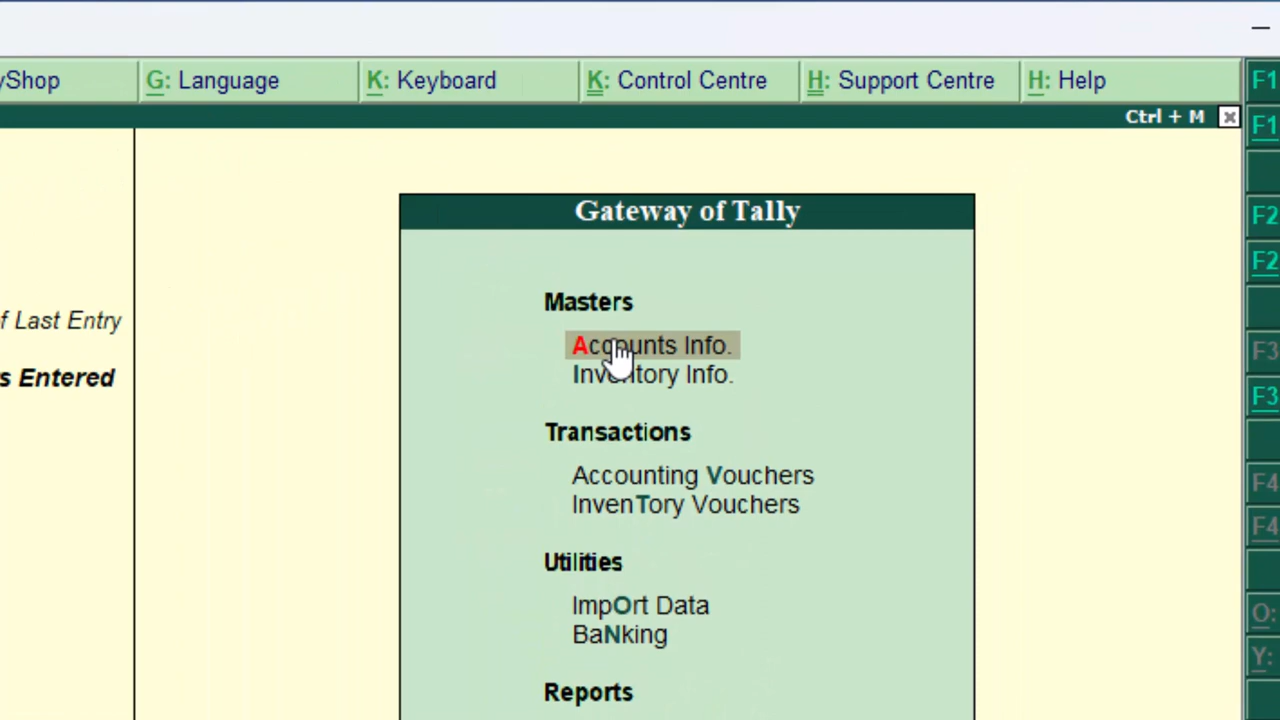 yShop G: Language K: Keyboard K: Control Centre H: Support Centre H: Help
Ctrl + M
Gateway of Tally
Masters
Accounts Info.
Inventory Info.
Transactions
Accounting Vouchers
InvenTory Vouchers
Utilities
ImpOrt Data
BaNking
Reports
f Last Entry
s Entered
F1
F1
F2
F2
F3
F3
F4
F4
O:
Y: